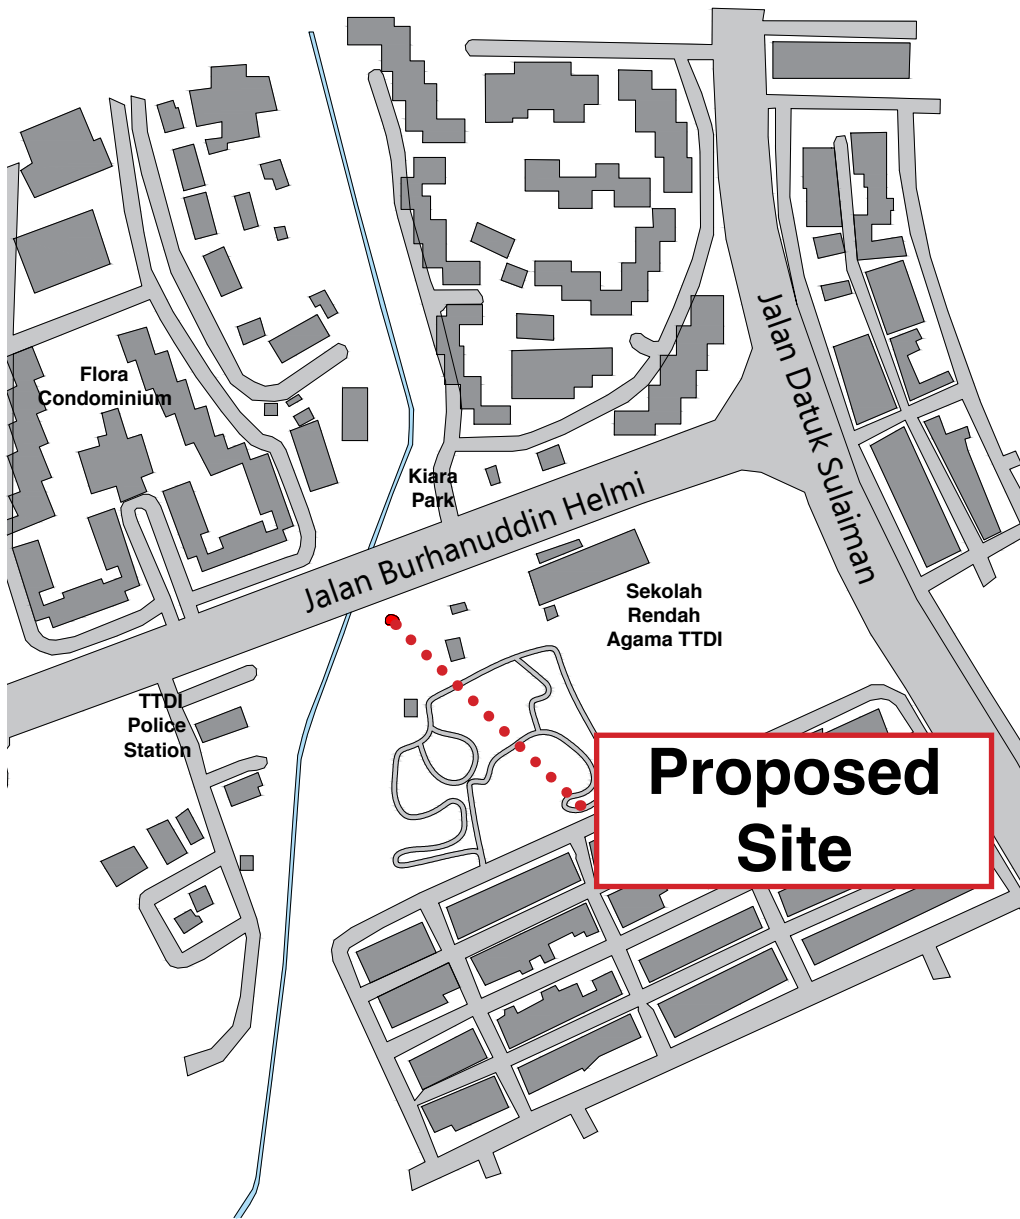 Jalan Datuk Sulaiman
Flora
Condominium
Kiara
Park
Jalan Burhanuddin Helmi
Sekolah
Rendah
Agama TTDI
TTDI
Police
Station
Proposed
Site